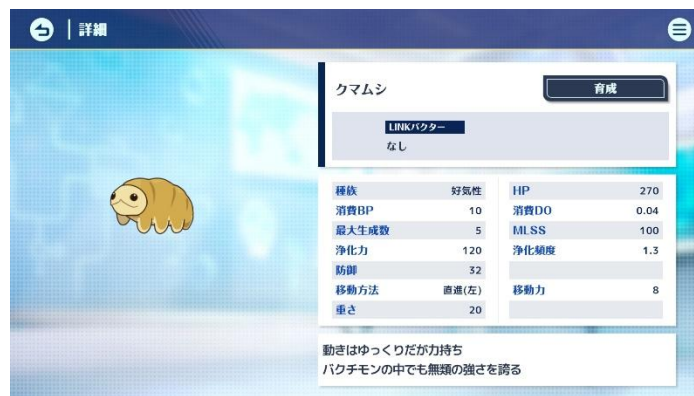 詳細
クマムシ
育成
LINKバクター
なし
種族 好気性 HP 270
消費BP 10 消費DO 0.04
最大生成数 5 MLSS 100
浄化力 120 浄化頻度 1.3
防御 32
移動方法 直進(左) 移動力 8
重さ 20
動きはゆっくりだが力持ち
バクチモンの中でも無類の強さを誇る